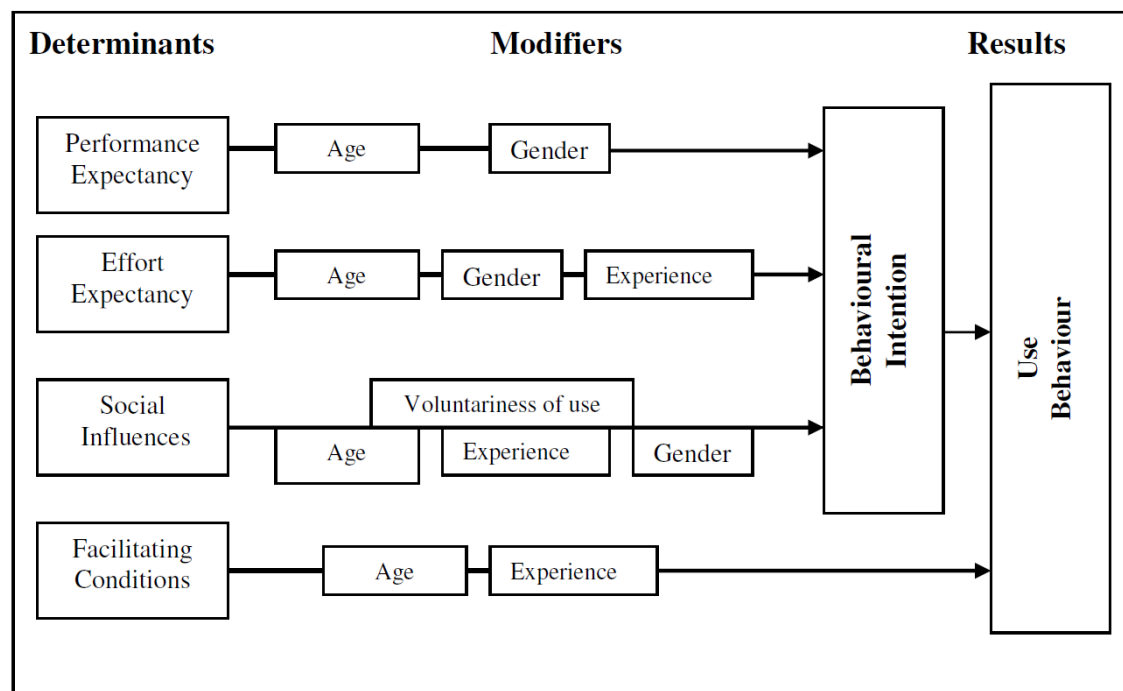 Determinants
Modifiers
Results
Performance
Expectancy
Age
Gender
Effort
Expectancy
Age
Gender
Experience
Social
Influences
Voluntariness of use
Age
Experience
Gender
Facilitating
Conditions
Age
Experience
Behavioural
Intention
Use
Behaviour